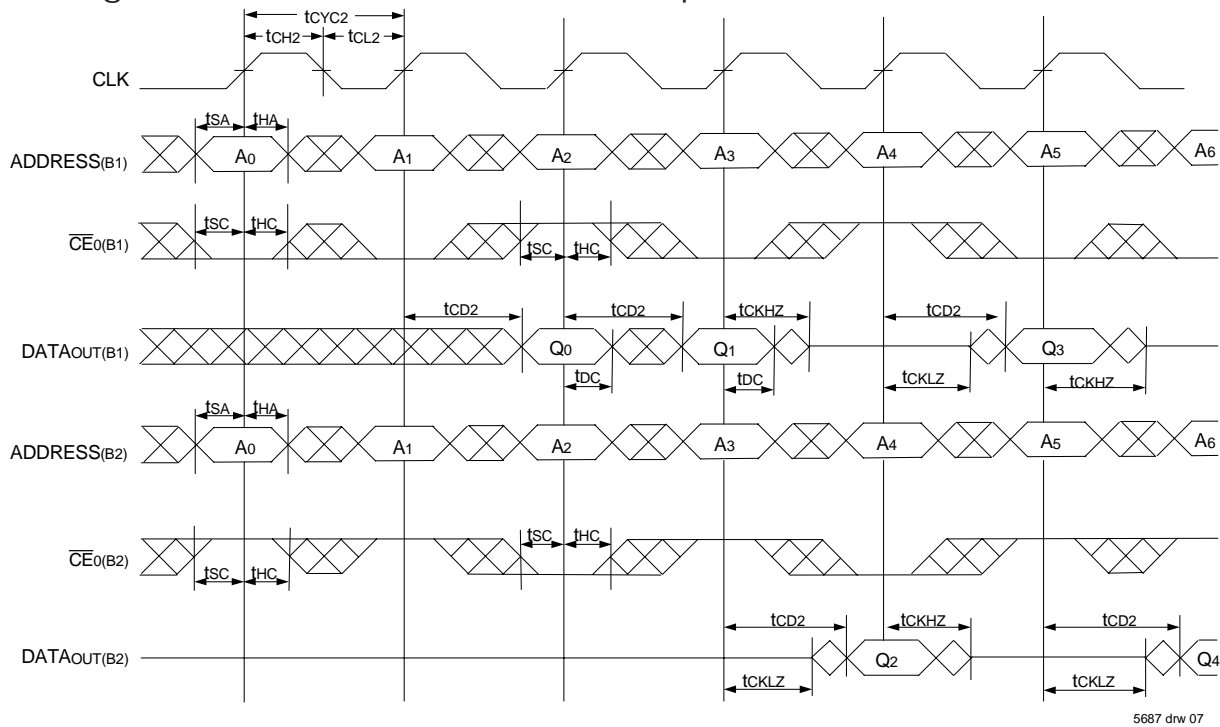 tCYC2
tCH2 tCL2
CLK
tSA tHA
ADDRESS(B1) A0 A1 A2 A3 A4 A5 A6
tSC tHC tSC tHC
CE0(B1)
tCD2 tCD2 tCKHZ tCD2
DATAOUT(B1) Q0 Q1 Q3
tDC tDC tCKLZ tCKHZ
tSA tHA
ADDRESS(B2) A0 A1 A2 A3 A4 A5 A6
tSC tHC
CE0(B2)
tSC tHC
tCD2 tCKHZ tCD2
DATAOUT(B2) Q2 Q4
tCKLZ tCKLZ
5687 drw 07